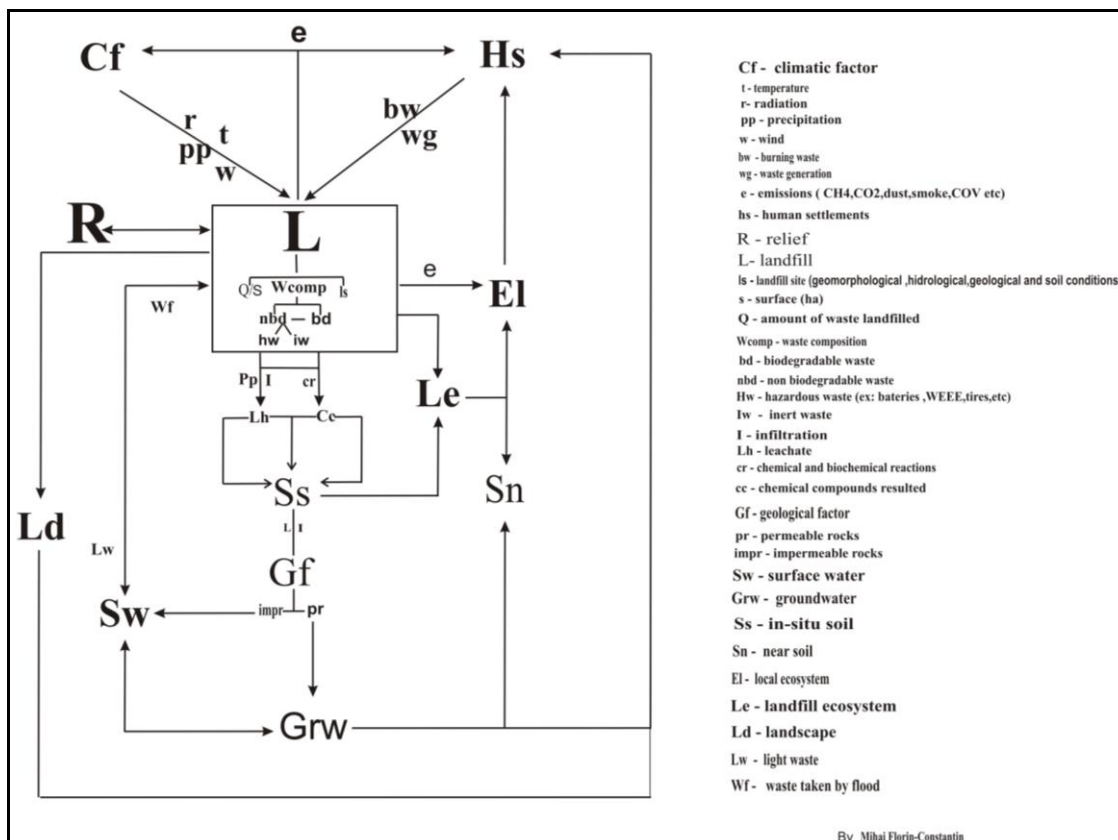 e
Cf
Hs
r
t
pp
w
bw
wg
R
L
Q/S Wcomp ls
nbd — bd
hw iw
Wf
e
El
Pp I cr
Lh Cc
Le
Ss
Sn
L I
Ld
Lw
Gf
Sw
impr pr
Grw
Cf - climatic factor
t - temperature
r- radiation
pp - precipitation
w - wind
bw - burning waste
wg - waste generation
e - emissions ( CH4,CO2,dust,smoke,COV etc)
hs - human settlements
R - relief
L- landfill
ls - landfill site (geomorphological ,hidrological,geological and soil conditions
s - surface (ha)
Q - amount of waste landfilled
Wcomp - waste composition
bd - biodegradable waste
nbd - non biodegradable waste
Hw - hazardous waste (ex: bateries ,WEEE,tires,etc)
Iw - inert waste
I - infiltration
Lh - leachate
cr - chemical and biochemical reactions
cc - chemical compounds resulted
Gf - geological factor
pr - permeable rocks
impr - impermeable rocks
Sw - surface water
Grw - groundwater
Ss - in-situ soil
Sn - near soil
El - local ecosystem
Le - landfill ecosystem
Ld - landscape
Lw - light waste
Wf - waste taken by flood
By Mihai Florin-Constantin